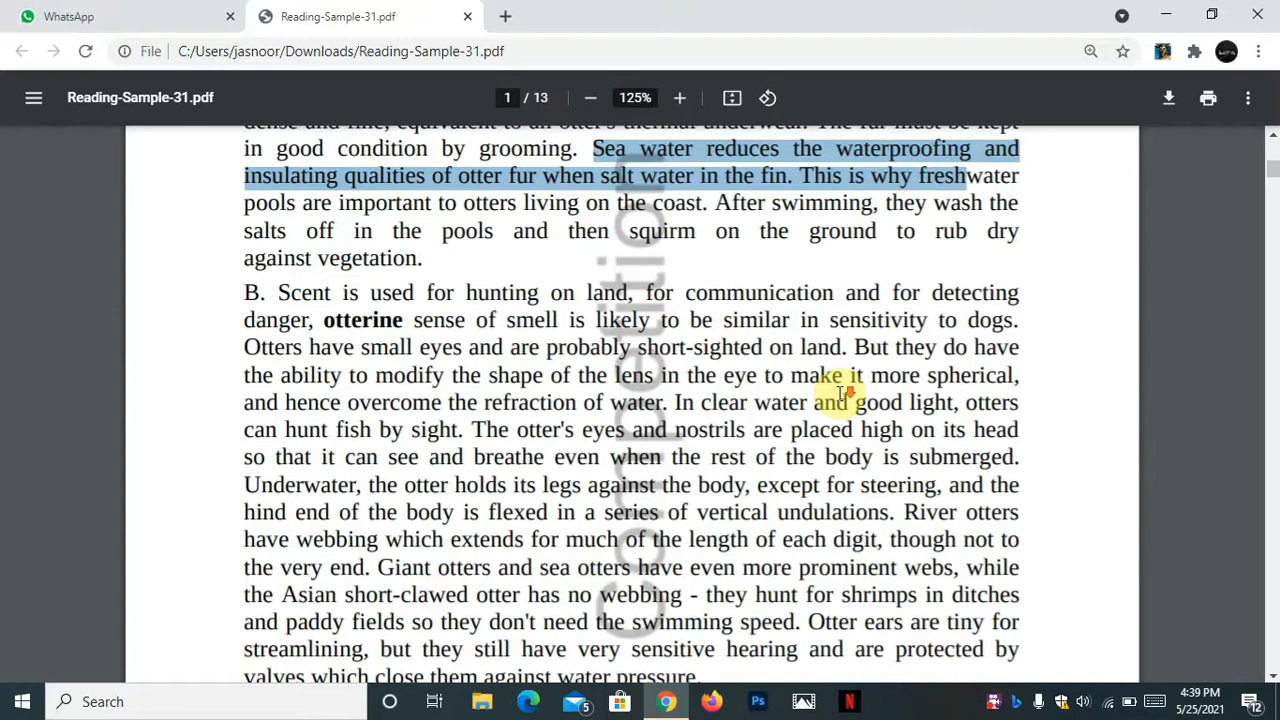 WhatsApp
Reading-Sample-31.pdf
File C:/Users/jasnoor/Downloads/Reading-Sample-31.pdf
Reading-Sample-31.pdf
1 / 13
125%
dense and fine, equivalent to an otter's thermal underwear. The fur must be kept
in good condition by grooming. Sea water reduces the waterproofing and
insulating qualities of otter fur when salt water in the fin. This is why freshwater
pools are important to otters living on the coast. After swimming, they wash the
salts off in the pools and then squirm on the ground to rub dry
against vegetation.
B. Scent is used for hunting on land, for communication and for detecting
danger, otterine sense of smell is likely to be similar in sensitivity to dogs.
Otters have small eyes and are probably short-sighted on land. But they do have
the ability to modify the shape of the lens in the eye to make it more spherical,
and hence overcome the refraction of water. In clear water and good light, otters
can hunt fish by sight. The otter's eyes and nostrils are placed high on its head
so that it can see and breathe even when the rest of the body is submerged.
Underwater, the otter holds its legs against the body, except for steering, and the
hind end of the body is flexed in a series of vertical undulations. River otters
have webbing which extends for much of the length of each digit, though not to
the very end. Giant otters and sea otters have even more prominent webs, while
the Asian short-clawed otter has no webbing - they hunt for shrimps in ditches
and paddy fields so they don't need the swimming speed. Otter ears are tiny for
streamlining, but they still have very sensitive hearing and are protected by
valves which close them against water pressure.
Competition
Search
5
Ps
N
4:39 PM
5/25/2021
12